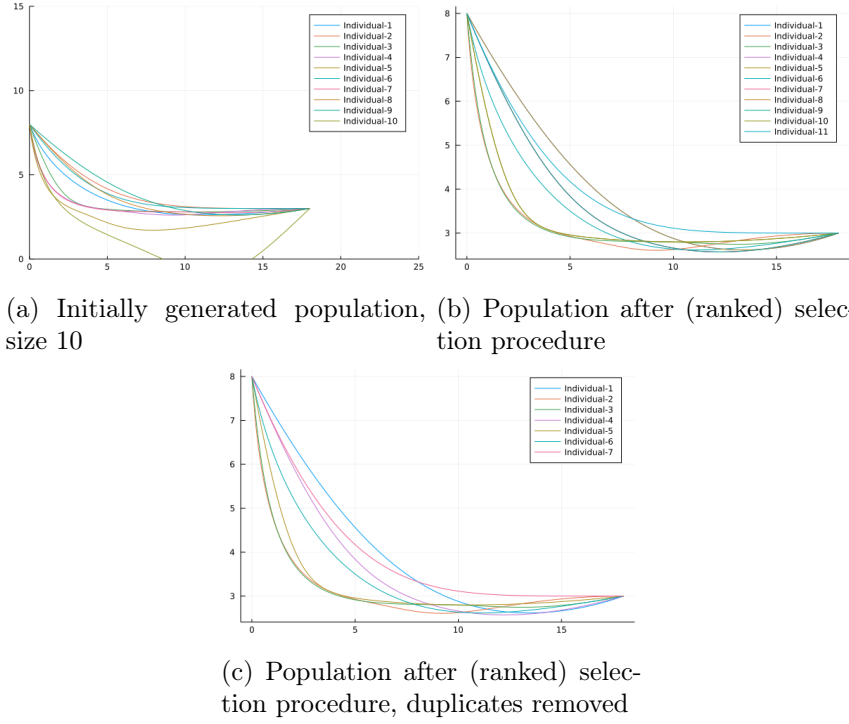 15
10
5
0
0
5
10
15
20
25
Individual-1
Individual-2
Individual-3
Individual-4
Individual-5
Individual-6
Individual-7
Individual-8
Individual-9
Individual-10
8
7
6
5
4
3
0
5
10
15
Individual-1
Individual-2
Individual-3
Individual-4
Individual-5
Individual-6
Individual-7
Individual-8
Individual-9
Individual-10
Individual-11
(a) Initially generated population,
size 10
(b) Population after (ranked) selec-
tion procedure
8
7
6
5
4
3
0
5
10
15
Individual-1
Individual-2
Individual-3
Individual-4
Individual-5
Individual-6
Individual-7
(c) Population after (ranked) selec-
tion procedure, duplicates removed